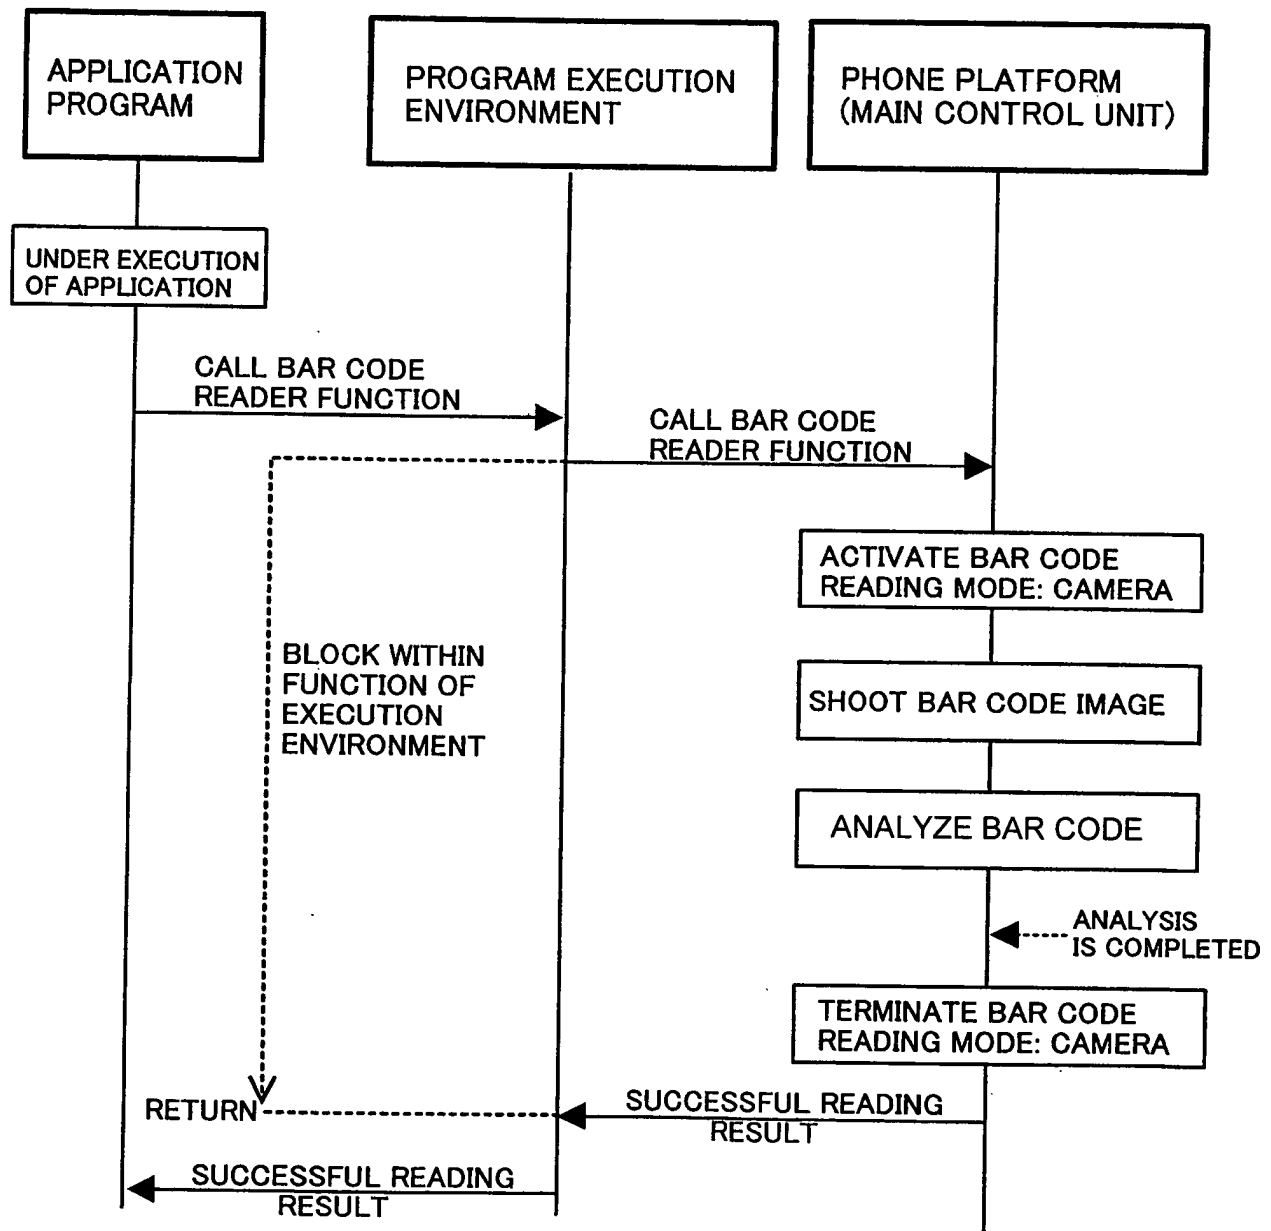 APPLICATION
PROGRAM
PROGRAM EXECUTION
ENVIRONMENT
PHONE PLATFORM
(MAIN CONTROL UNIT)
UNDER EXECUTION
OF APPLICATION
CALL BAR CODE
READER FUNCTION
CALL BAR CODE
READER FUNCTION
ACTIVATE BAR CODE
READING MODE: CAMERA
BLOCK WITHIN
FUNCTION OF
EXECUTION
ENVIRONMENT
SHOOT BAR CODE IMAGE
ANALYZE BAR CODE
ANALYSIS
IS COMPLETED
TERMINATE BAR CODE
READING MODE: CAMERA
RETURN
SUCCESSFUL READING
RESULT
SUCCESSFUL READING
RESULT